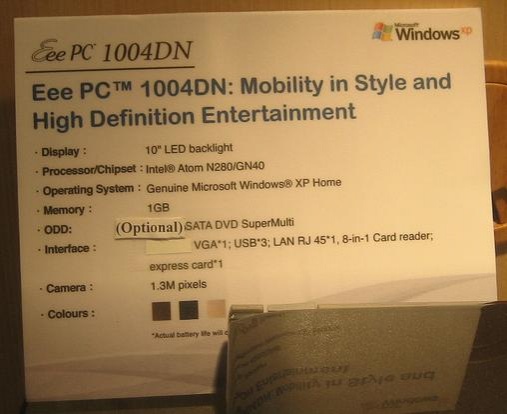 Eee PC 1004DN
Microsoft
Windows xp
Eee PC™ 1004DN: Mobility in Style and
High Definition Entertainment
· Display : 10" LED backlight
· Processor/Chipset : Intel® Atom N280/GN40
· Operating System : Genuine Microsoft Windows® XP Home
· Memory : 1GB
· ODD: (Optional) SATA DVD SuperMulti
· Interface : VGA*1; USB*3; LAN RJ 45*1, 8-in-1 Card reader;
express card*1
· Camera : 1.3M pixels
· Colours :
*Actual battery life will